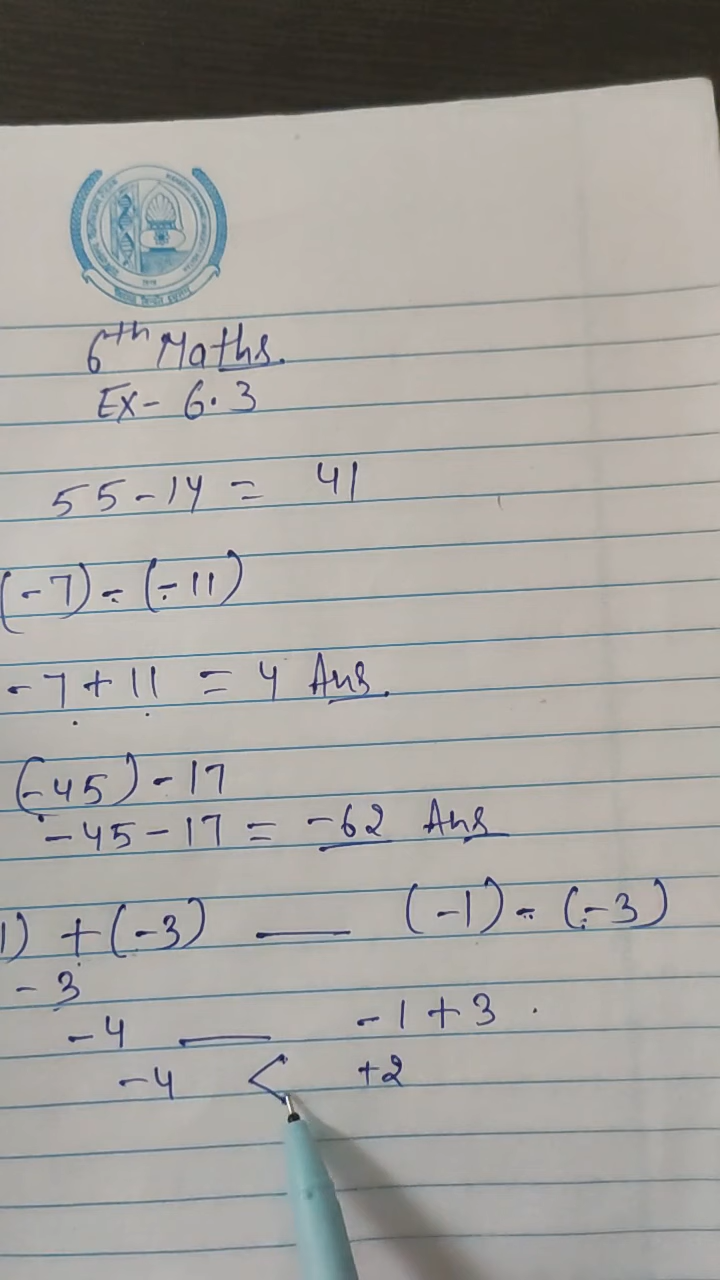 6th Maths.
Ex- 6.3
55-14 = 41
(-7) - (-11)
-7+11 = 4 Ans.
(-45) - 17
-45-17 = -62 Ans
1) + (-3) ___ (-1) - (-3)
- 3
-4 ___ -1+3 .
-4 < +2